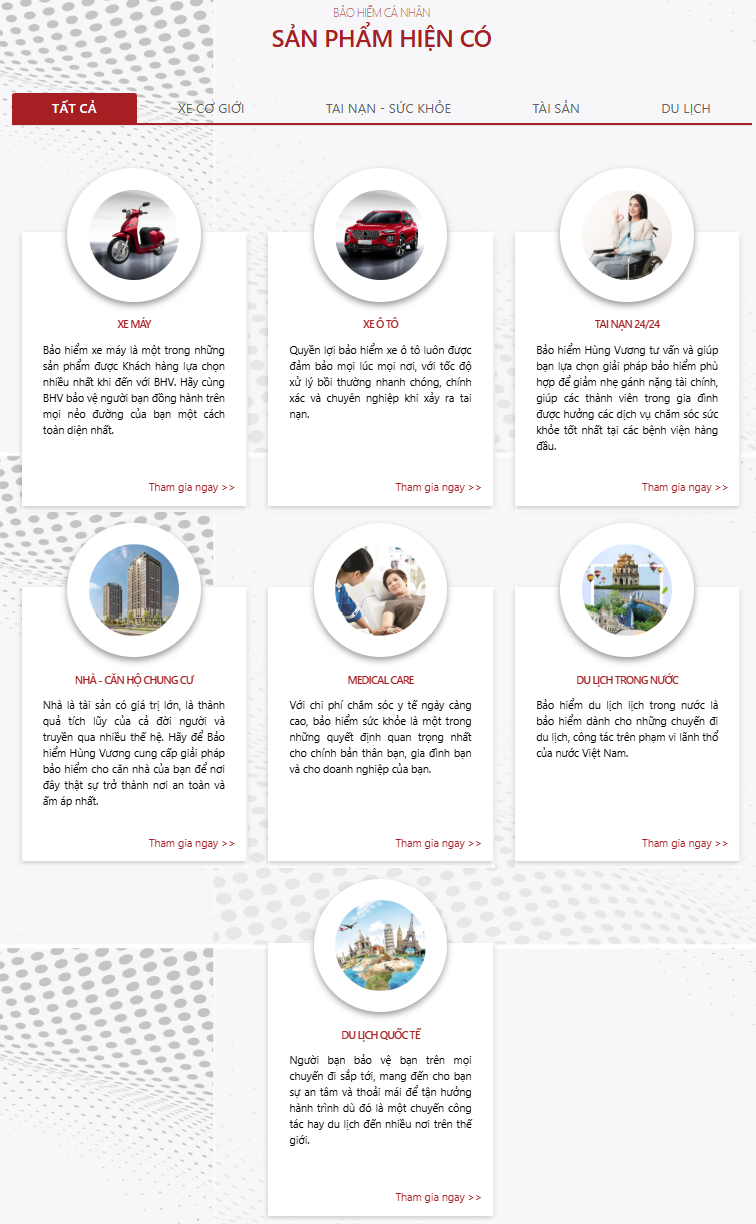 BẢO HIỂM CÁ NHÂN
SẢN PHẨM HIỆN CÓ
TẤT CẢ
XE CƠ GIỚI
TAI NẠN - SỨC KHỎE
TÀI SẢN
DU LỊCH
XE MÁY
Bảo hiểm xe máy là một trong những
sản phẩm được Khách hàng lựa chọn
nhiều nhất khi đến với BHV. Hãy cùng
BHV bảo vệ người bạn đồng hành trên
mọi nẻo đường của bạn một cách
toàn diện nhất.
Tham gia ngay >>
XE Ô TÔ
Quyền lợi bảo hiểm xe ô tô luôn được
đảm bảo mọi lúc mọi nơi, với tốc độ
xử lý bồi thường nhanh chóng, chính
xác và chuyên nghiệp khi xảy ra tai
nạn.
Tham gia ngay >>
TAI NẠN 24/24
Bảo hiểm Hùng Vương tư vấn và giúp
bạn lựa chọn giải pháp bảo hiểm phù
hợp để giảm nhẹ gánh nặng tài chính,
giúp các thành viên trong gia đình
được hưởng các dịch vụ chăm sóc sức
khỏe tốt nhất tại các bệnh viện hàng
đầu.
Tham gia ngay >>
NHÀ - CĂN HỘ CHUNG CƯ
Nhà là tài sản có giá trị lớn, là thành
quả tích lũy của cả đời người và
truyền qua nhiều thế hệ. Hãy để Bảo
hiểm Hùng Vương cung cấp giải pháp
bảo hiểm cho căn nhà của bạn để nơi
đây thật sự trở thành nơi an toàn và
ấm áp nhất.
Tham gia ngay >>
MEDICAL CARE
Với chi phí chăm sóc y tế ngày càng
cao, bảo hiểm sức khỏe là một trong
những quyết định quan trọng nhất
cho chính bản thân bạn, gia đình bạn
và cho doanh nghiệp của bạn.
Tham gia ngay >>
DU LỊCH TRONG NƯỚC
Bảo hiểm du lịch lịch trong nước là
bảo hiểm dành cho những chuyến đi
du lịch, công tác trên phạm vi lãnh thổ
của nước Việt Nam.
Tham gia ngay >>
DU LỊCH QUỐC TẾ
Người bạn bảo vệ bạn trên mọi
chuyến đi sắp tới, mang đến cho bạn
sự an tâm và thoải mái để tận hưởng
hành trình dù đó là một chuyến công
tác hay du lịch đến nhiều nơi trên thế
giới.
Tham gia ngay >>